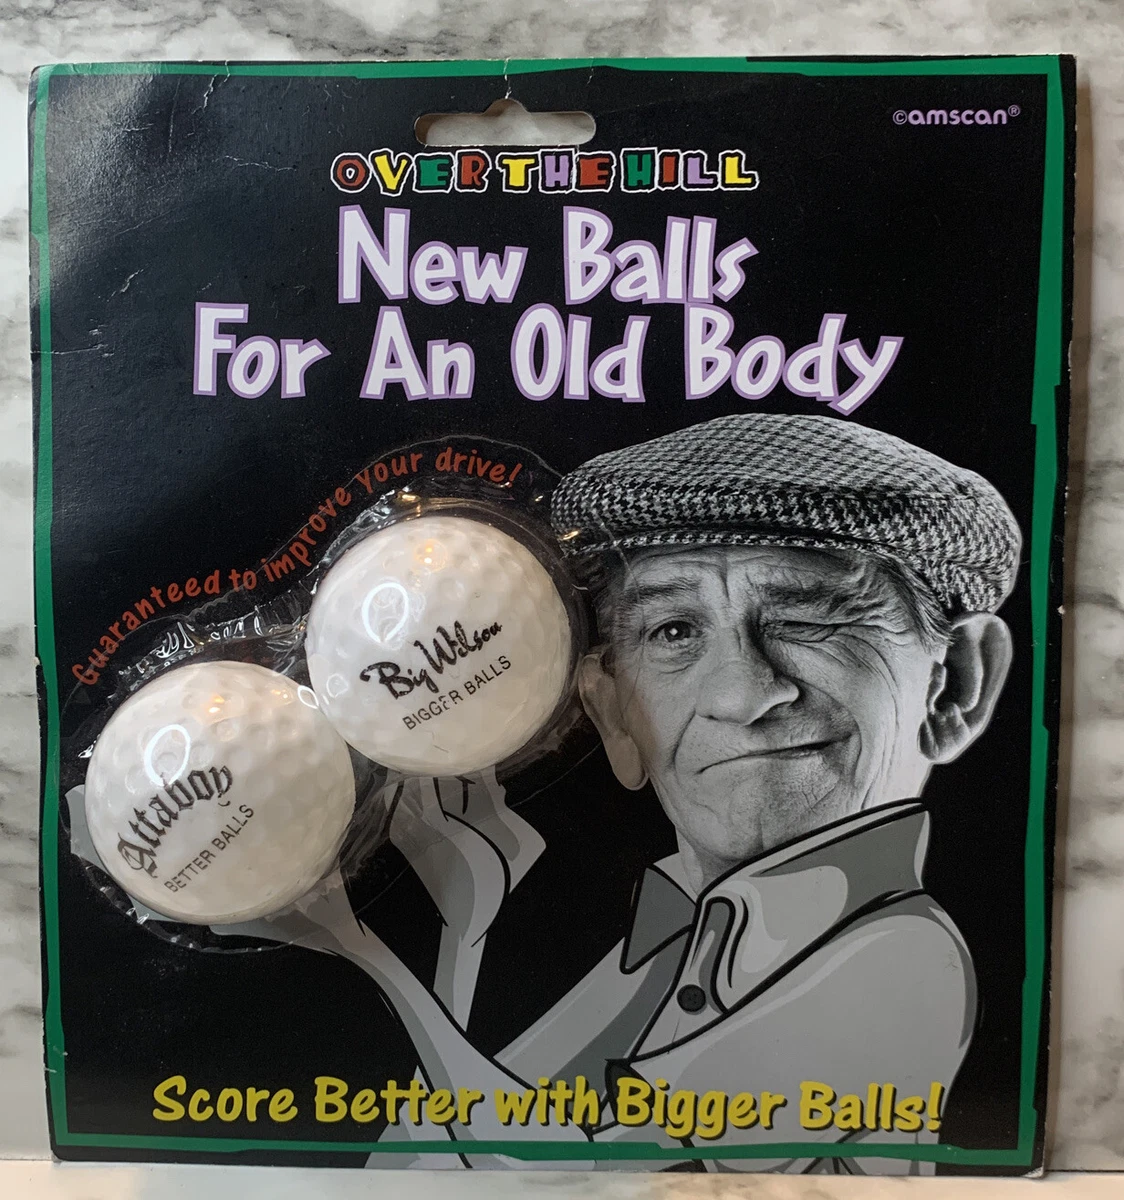 ©amscan®
OVER THE HILL
New Balls
For An Old Body
Guaranteed to improve your drive!
Big Wilson
BIGGER BALLS
Attaboy
BETTER BALLS
Score Better with Bigger Balls!